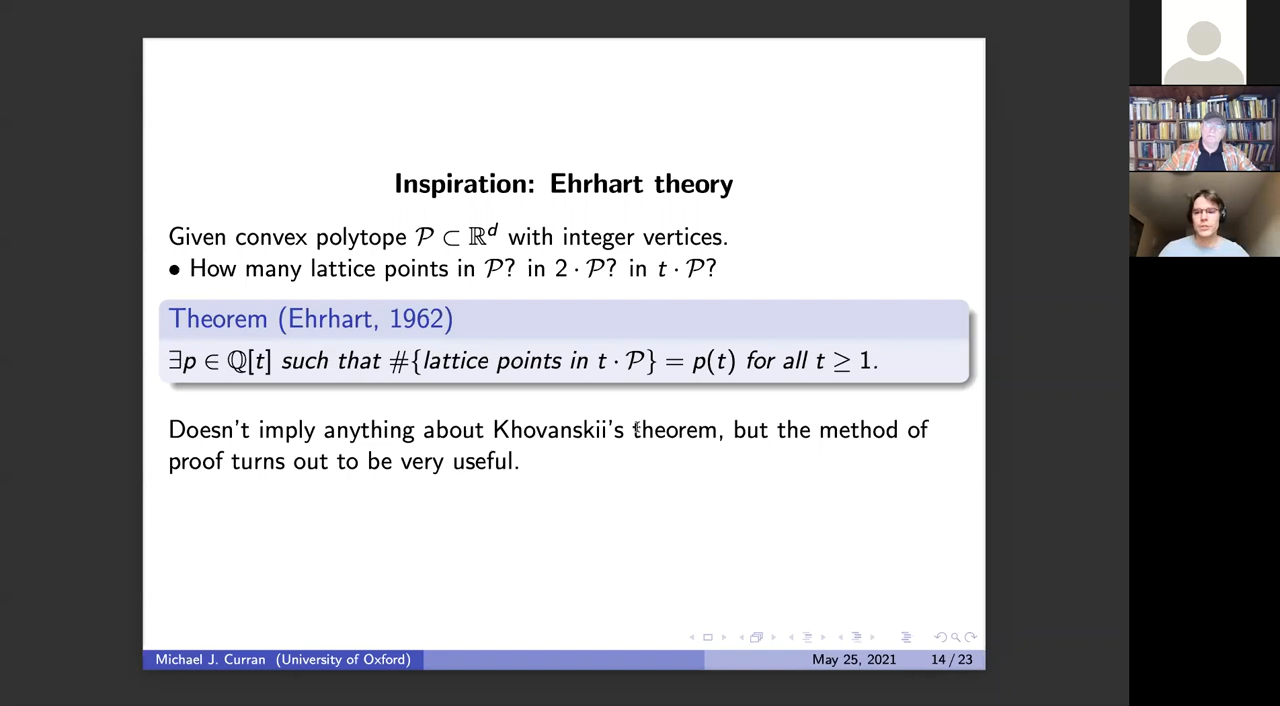 Inspiration: Ehrhart theory
Given convex polytope 𝒫 ⊂ ℝᵈ with integer vertices.
• How many lattice points in 𝒫? in 2 · 𝒫? in t · 𝒫?
Theorem (Ehrhart, 1962)
∃p ∈ ℚ[t] such that #{lattice points in t · 𝒫} = p(t) for all t ≥ 1.
Doesn't imply anything about Khovanskii's theorem, but the method of
proof turns out to be very useful.
Michael J. Curran (University of Oxford) May 25, 2021 14 / 23